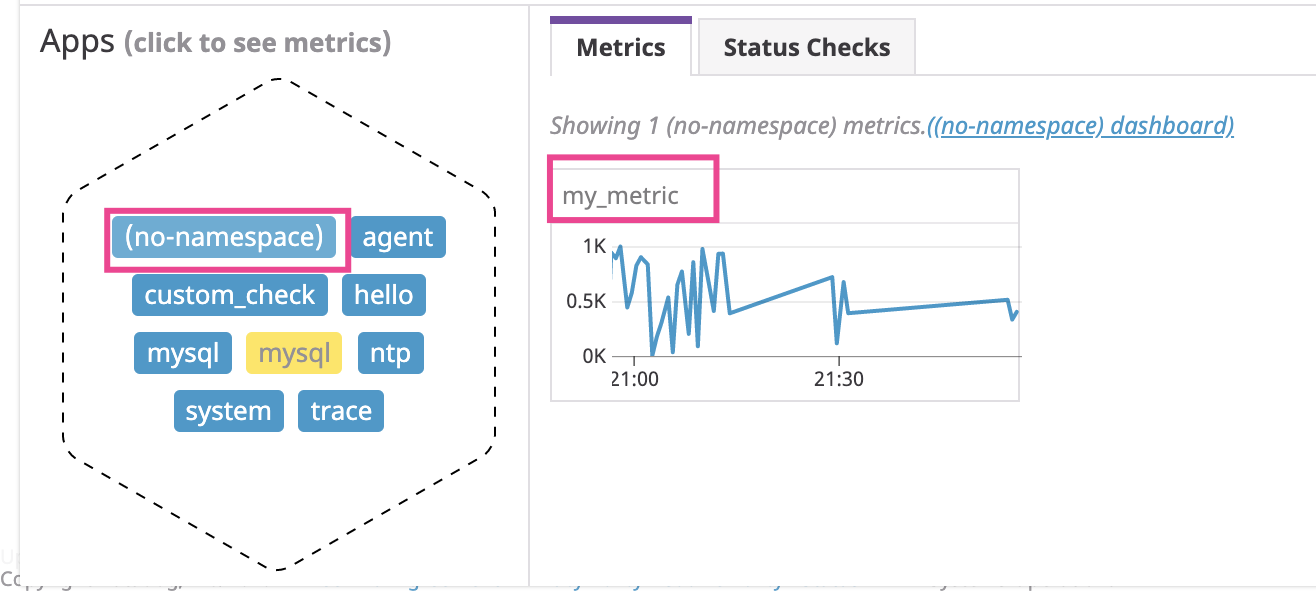 Apps (click to see metrics)
(no-namespace) agent
custom_check hello
mysql mysql ntp
system trace
Metrics Status Checks
Showing 1 (no-namespace) metrics.((no-namespace) dashboard)
my_metric
1K
0.5K
0K
21:00 21:30